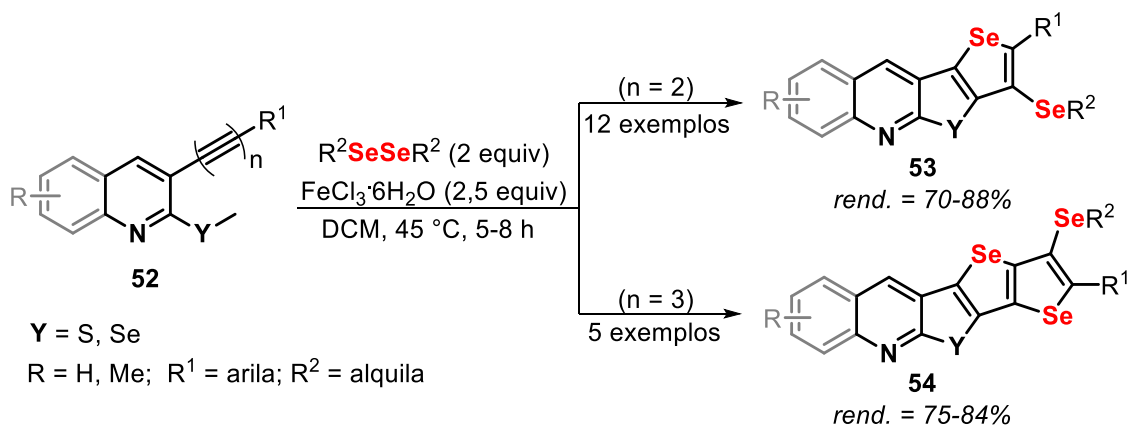 R
R¹
n
N
Y
52
Y = S, Se
R = H, Me; R¹ = arila; R² = alquila
R²SeSeR² (2 equiv)
FeCl₃·6H₂O (2,5 equiv)
DCM, 45 °C, 5-8 h
(n = 2)
12 exemplos
(n = 3)
5 exemplos
Se
R¹
SeR²
R
N
Y
53
rend. = 70-88%
SeR²
Se
R¹
Se
R
N
Y
54
rend. = 75-84%